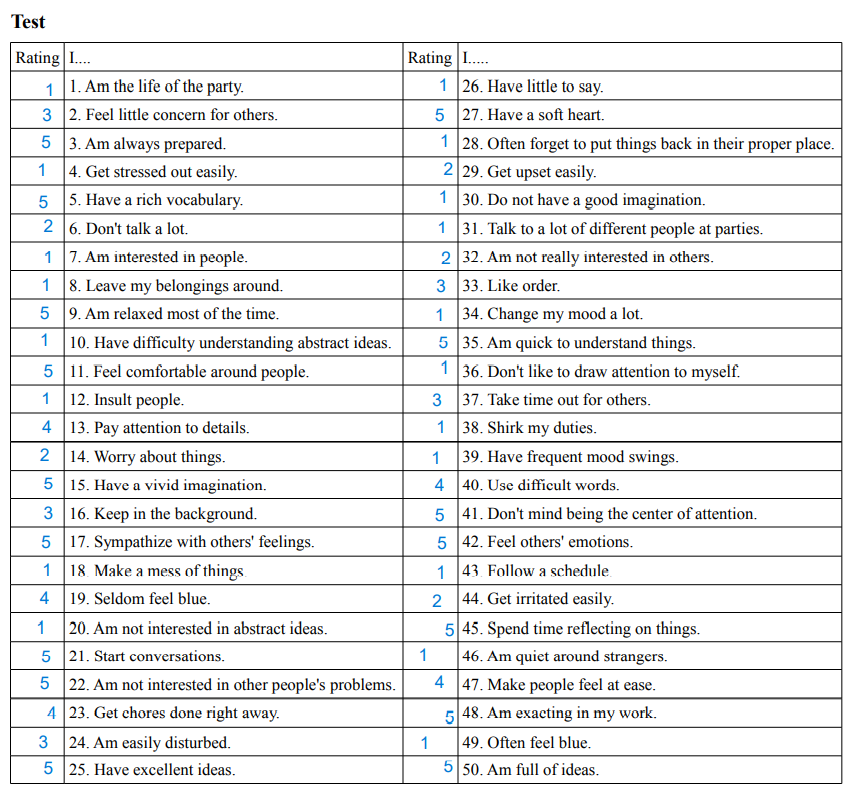 Test
Rating I.... Rating I.....
1 1. Am the life of the party. 1 26. Have little to say.
3 2. Feel little concern for others. 5 27. Have a soft heart.
5 3. Am always prepared. 1 28. Often forget to put things back in their proper place.
1 4. Get stressed out easily. 2 29. Get upset easily.
5 5. Have a rich vocabulary. 1 30. Do not have a good imagination.
2 6. Don't talk a lot. 1 31. Talk to a lot of different people at parties.
1 7. Am interested in people. 2 32. Am not really interested in others.
1 8. Leave my belongings around. 3 33. Like order.
5 9. Am relaxed most of the time. 1 34. Change my mood a lot.
1 10. Have difficulty understanding abstract ideas. 5 35. Am quick to understand things.
5 11. Feel comfortable around people. 1 36. Don't like to draw attention to myself.
1 12. Insult people. 3 37. Take time out for others.
4 13. Pay attention to details. 1 38. Shirk my duties.
2 14. Worry about things. 1 39. Have frequent mood swings.
5 15. Have a vivid imagination. 4 40. Use difficult words.
3 16. Keep in the background. 5 41. Don't mind being the center of attention.
5 17. Sympathize with others' feelings. 5 42. Feel others' emotions.
1 18. Make a mess of things. 1 43. Follow a schedule.
4 19. Seldom feel blue. 2 44. Get irritated easily.
1 20. Am not interested in abstract ideas. 5 45. Spend time reflecting on things.
5 21. Start conversations. 1 46. Am quiet around strangers.
5 22. Am not interested in other people's problems. 4 47. Make people feel at ease.
4 23. Get chores done right away. 5 48. Am exacting in my work.
3 24. Am easily disturbed. 1 49. Often feel blue.
5 25. Have excellent ideas. 5 50. Am full of ideas.